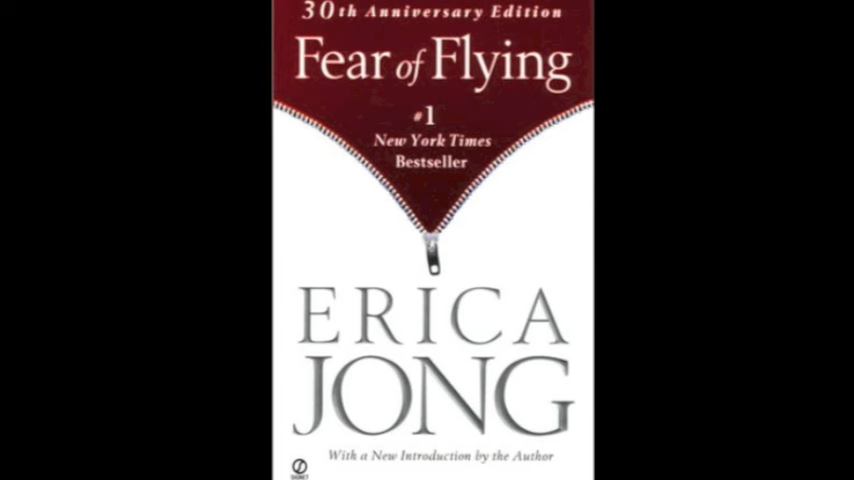 30th Anniversary Edition
Fear of Flying
#1
New York Times
Bestseller
ERICA
JONG
With a New Introduction by the Author
SIGNET